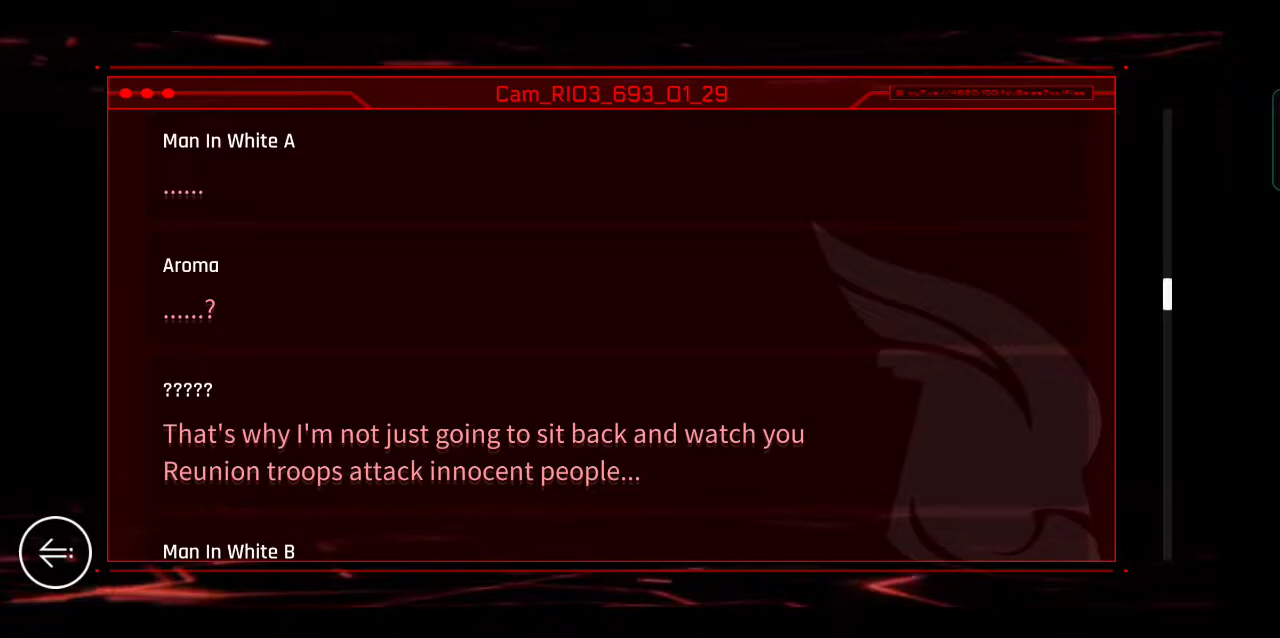 Cam_RIO3_693_01_29
Man In White A
......
Aroma
......?
?????
That's why I'm not just going to sit back and watch you
Reunion troops attack innocent people...
Man In White B